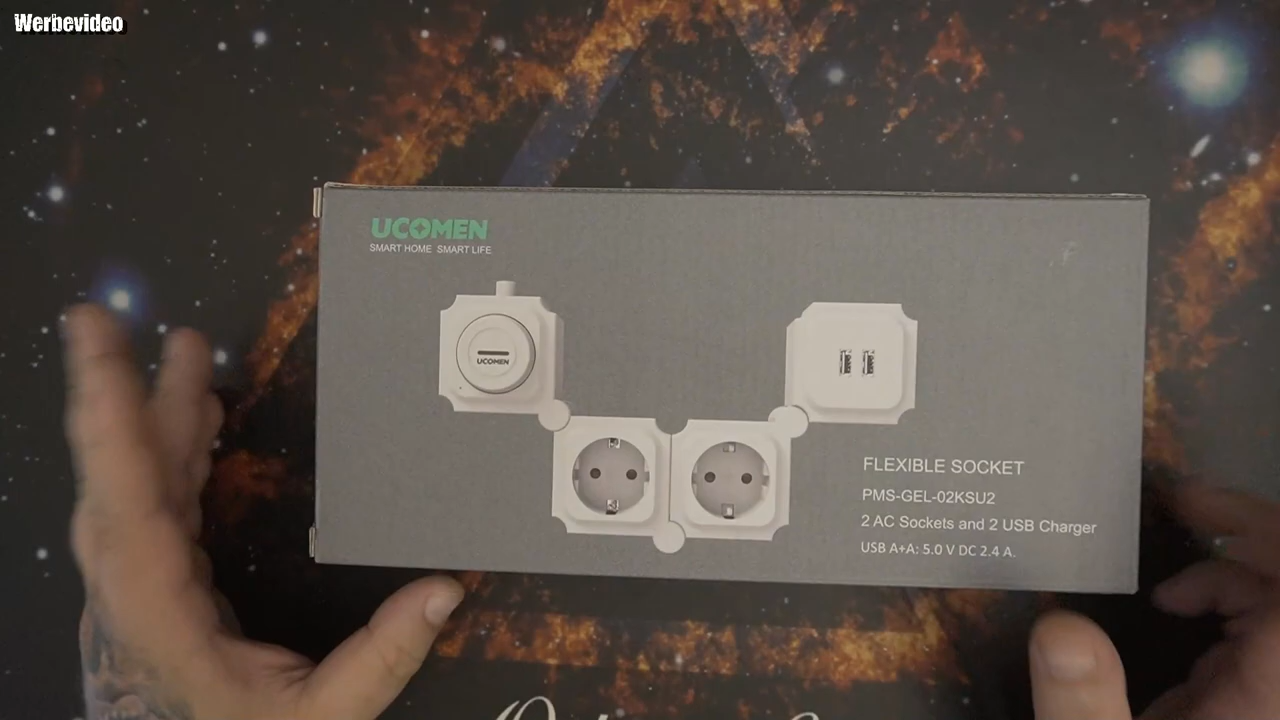 Werbevideo
UCOMEN
SMART HOME SMART LIFE
UCOMEN
FLEXIBLE SOCKET
PMS-GEL-02KSU2
2 AC Sockets and 2 USB Charger
USB A+A: 5.0 V DC 2.4 A.